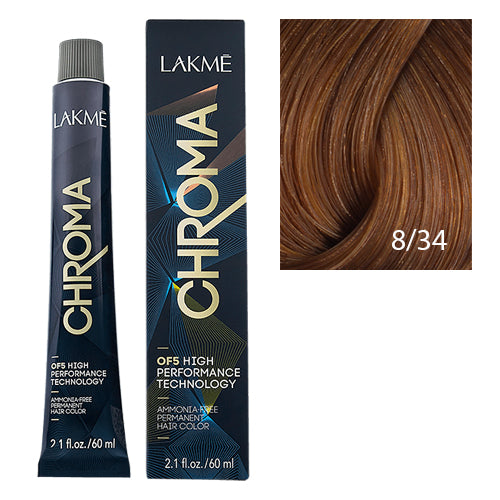 LAKMĒ
CHROMA
OF5 HIGH
PERFORMANCE
TECHNOLOGY
AMMONIA-FREE
PERMANENT
HAIR COLOR
2.1 fl.oz./60 ml
LAKMĒ
CHROMA
OF5 HIGH
PERFORMANCE
TECHNOLOGY
AMMONIA-FREE
PERMANENT
HAIR COLOR
2.1 fl.oz./60 ml
8/34